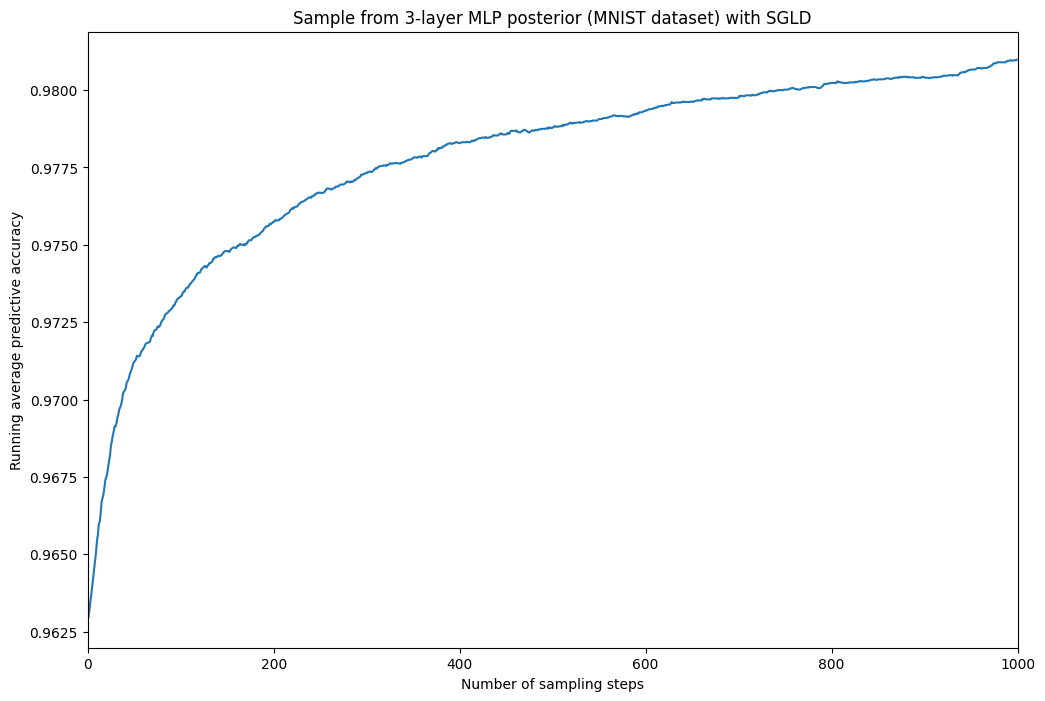 Sample from 3-layer MLP posterior (MNIST dataset) with SGLD
Running average predictive accuracy
0.9800
0.9775
0.9750
0.9725
0.9700
0.9675
0.9650
0.9625
0 200 400 600 800 1000
Number of sampling steps